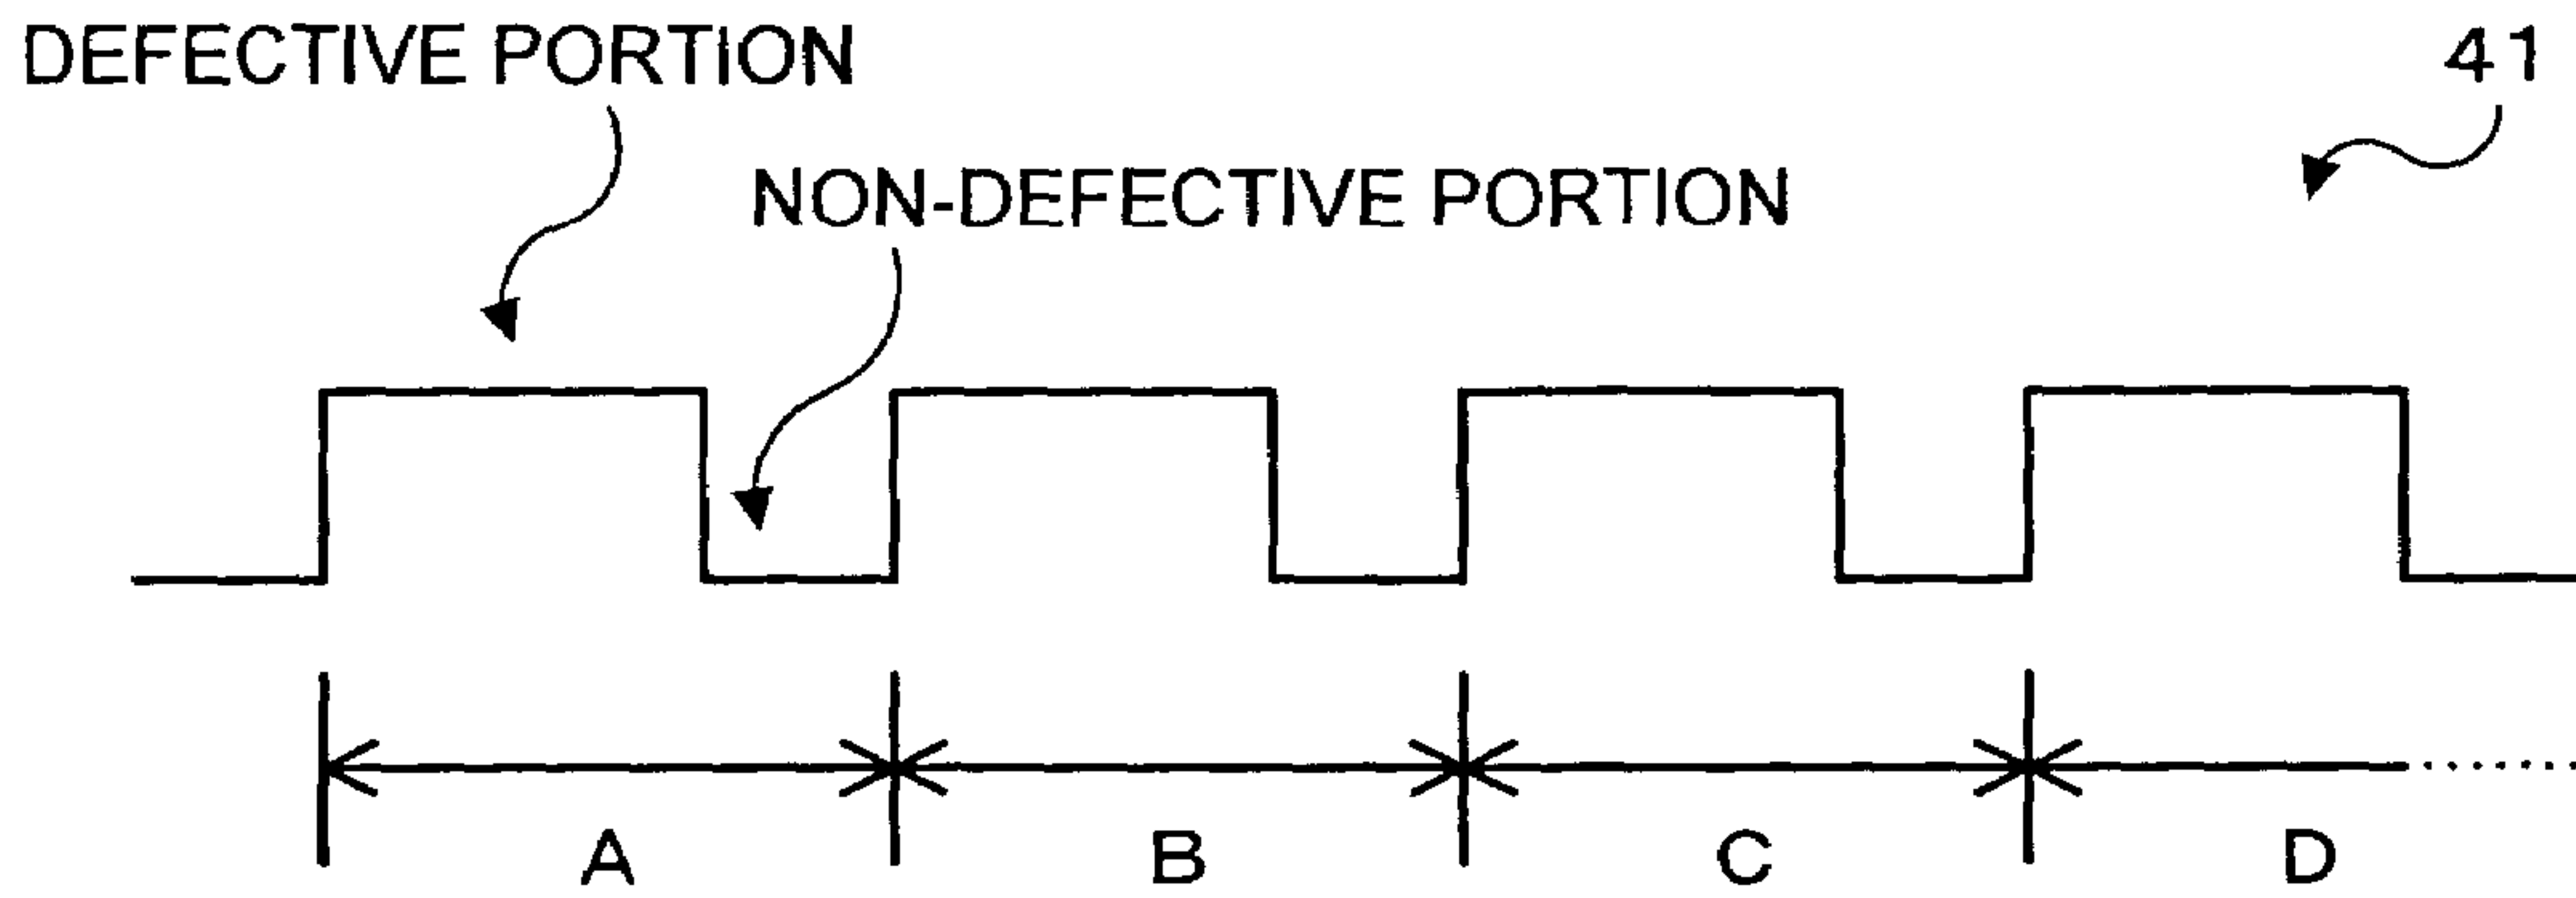 DEFECTIVE PORTION
41
NON-DEFECTIVE PORTION
A
B
C
D